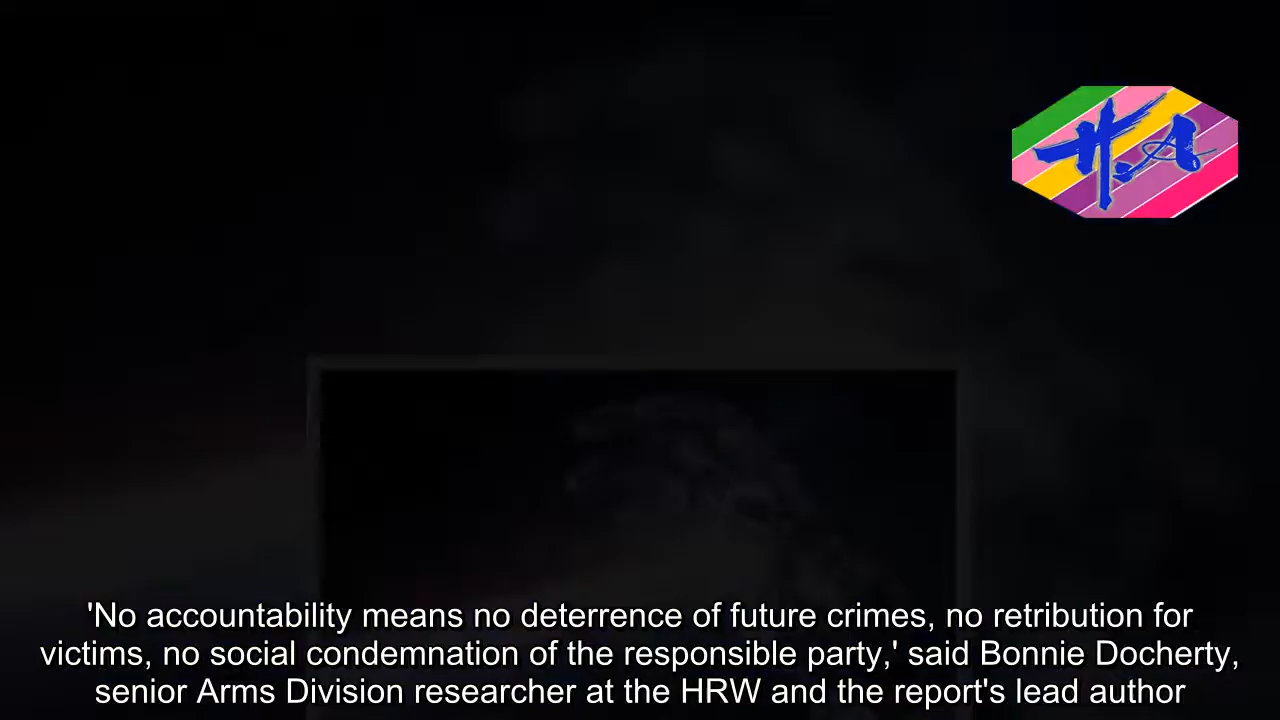 H.A
'No accountability means no deterrence of future crimes, no retribution for
victims, no social condemnation of the responsible party,' said Bonnie Docherty,
senior Arms Division researcher at the HRW and the report's lead author